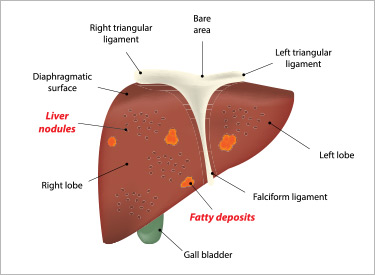 Right triangular
ligament
Bare
area
Left triangular
ligament
Diaphragmatic
surface
Liver
nodules
Left lobe
Right lobe
Falciform ligament
Fatty deposits
Gall bladder